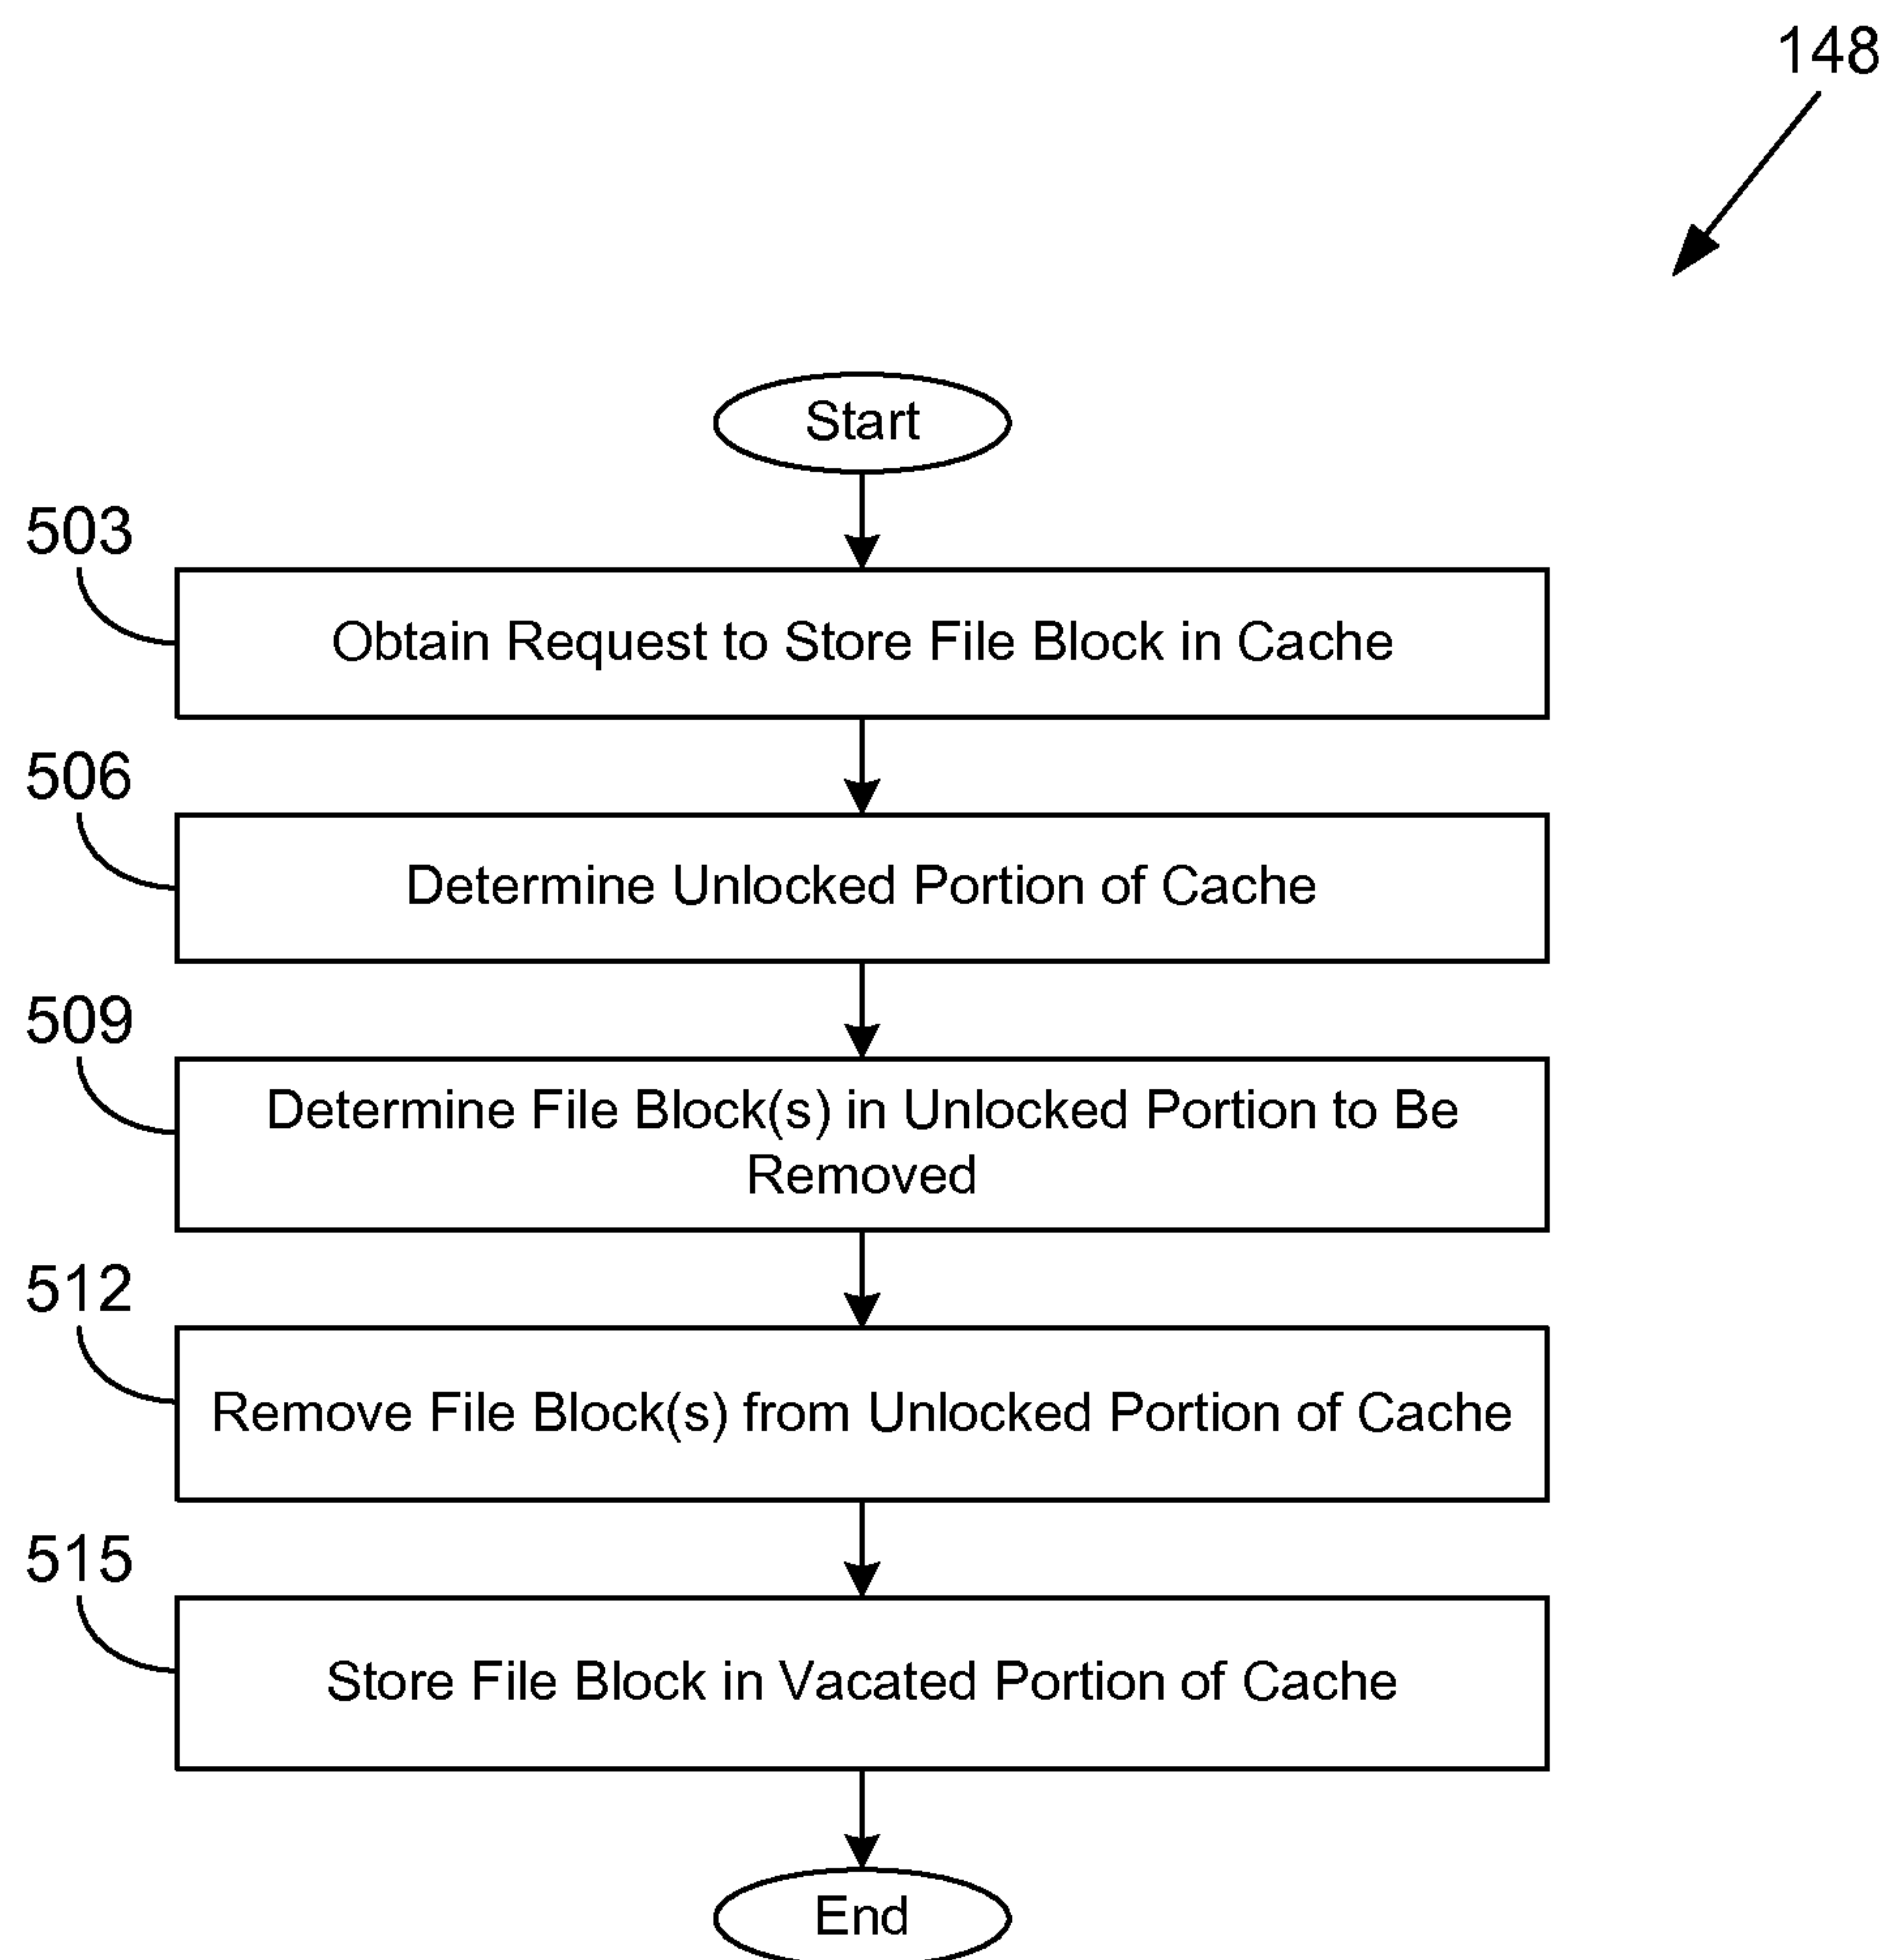 148
Start
503
Obtain Request to Store File Block in Cache
506
Determine Unlocked Portion of Cache
509
Determine File Block(s) in Unlocked Portion to Be
Removed
512
Remove File Block(s) from Unlocked Portion of Cache
515
Store File Block in Vacated Portion of Cache
End